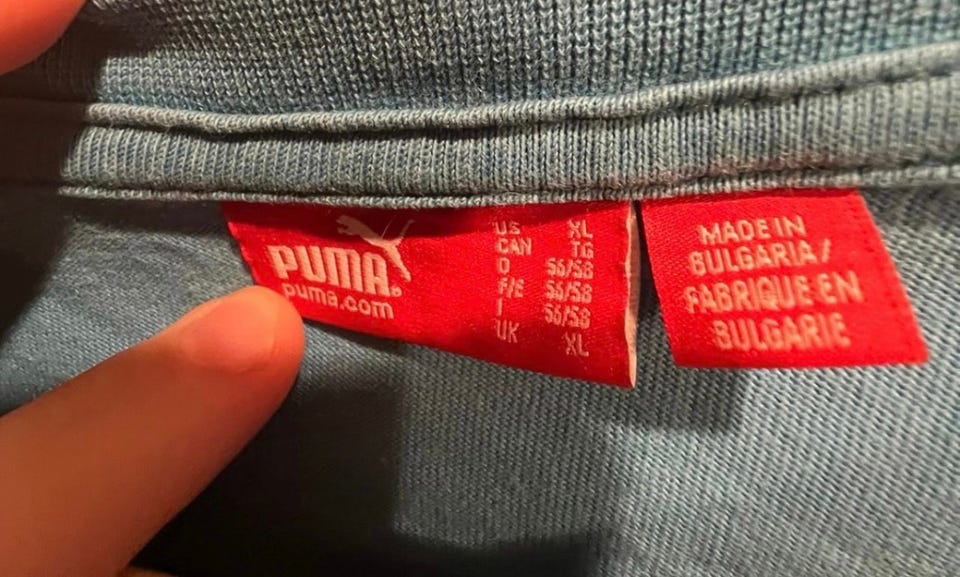 PUMA®
puma.com
US XL
CAN TG
D 56/58
F/E 56/58
I 56/58
UK XL
MADE IN
BULGARIA/
FABRIQUE EN
BULGARIE